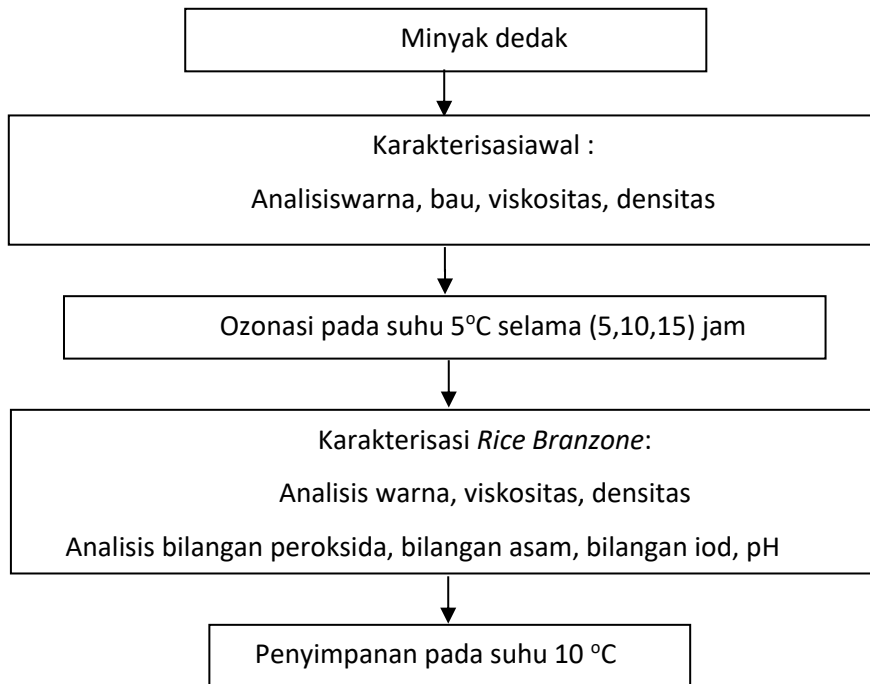 Minyak dedak
Karakterisasiawal :
Analisiswarna, bau, viskositas, densitas
Ozonasi pada suhu 5°C selama (5,10,15) jam
Karakterisasi Rice Branzone:
Analisis warna, viskositas, densitas
Analisis bilangan peroksida, bilangan asam, bilangan iod, pH
Penyimpanan pada suhu 10 °C